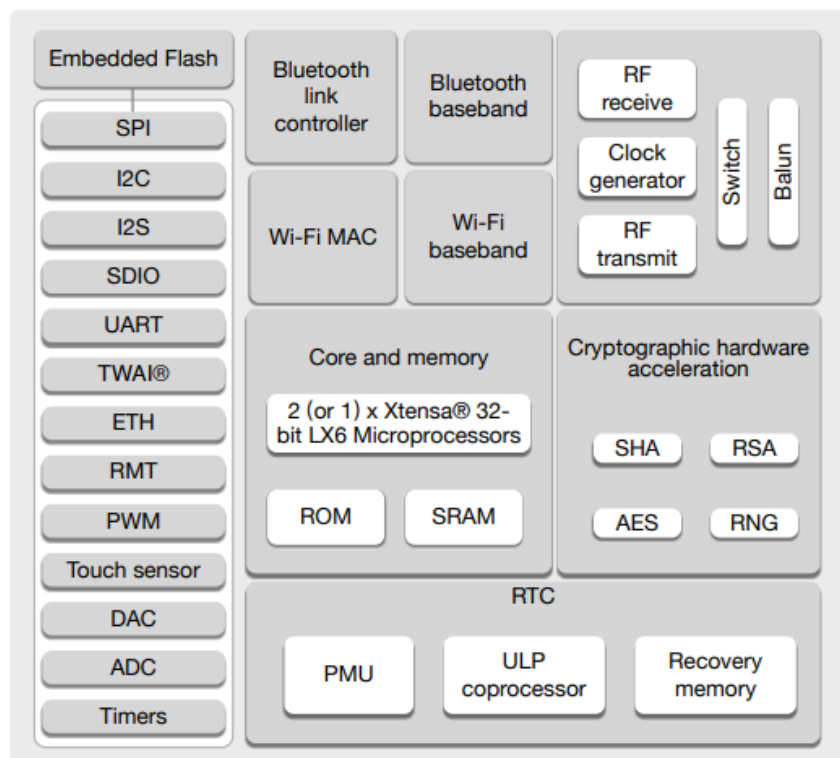 Embedded Flash
SPI
I2C
I2S
SDIO
UART
TWAI®
ETH
RMT
PWM
Touch sensor
DAC
ADC
Timers
Bluetooth
link
controller
Bluetooth
baseband
Wi-Fi MAC
Wi-Fi
baseband
RF
receive
Clock
generator
RF
transmit
Switch
Balun
Core and memory
2 (or 1) x Xtensa® 32-
bit LX6 Microprocessors
ROM
SRAM
Cryptographic hardware
acceleration
SHA
RSA
AES
RNG
RTC
PMU
ULP
coprocessor
Recovery
memory